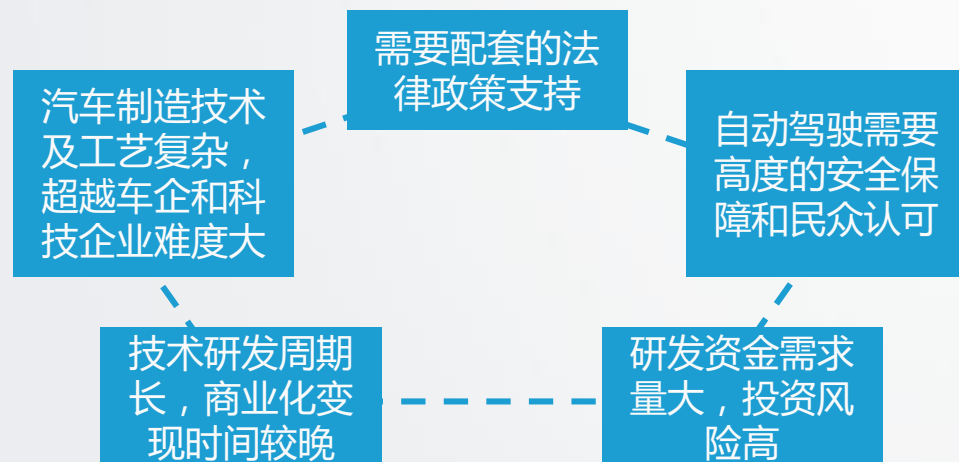 需要配套的法
律政策支持
汽车制造技术
及工艺复杂，
超越车企和科
技企业难度大
自动驾驶需要
高度的安全保
障和民众认可
技术研发周期
长，商业化变
现时间较晚
研发资金需求
量大，投资风
险高